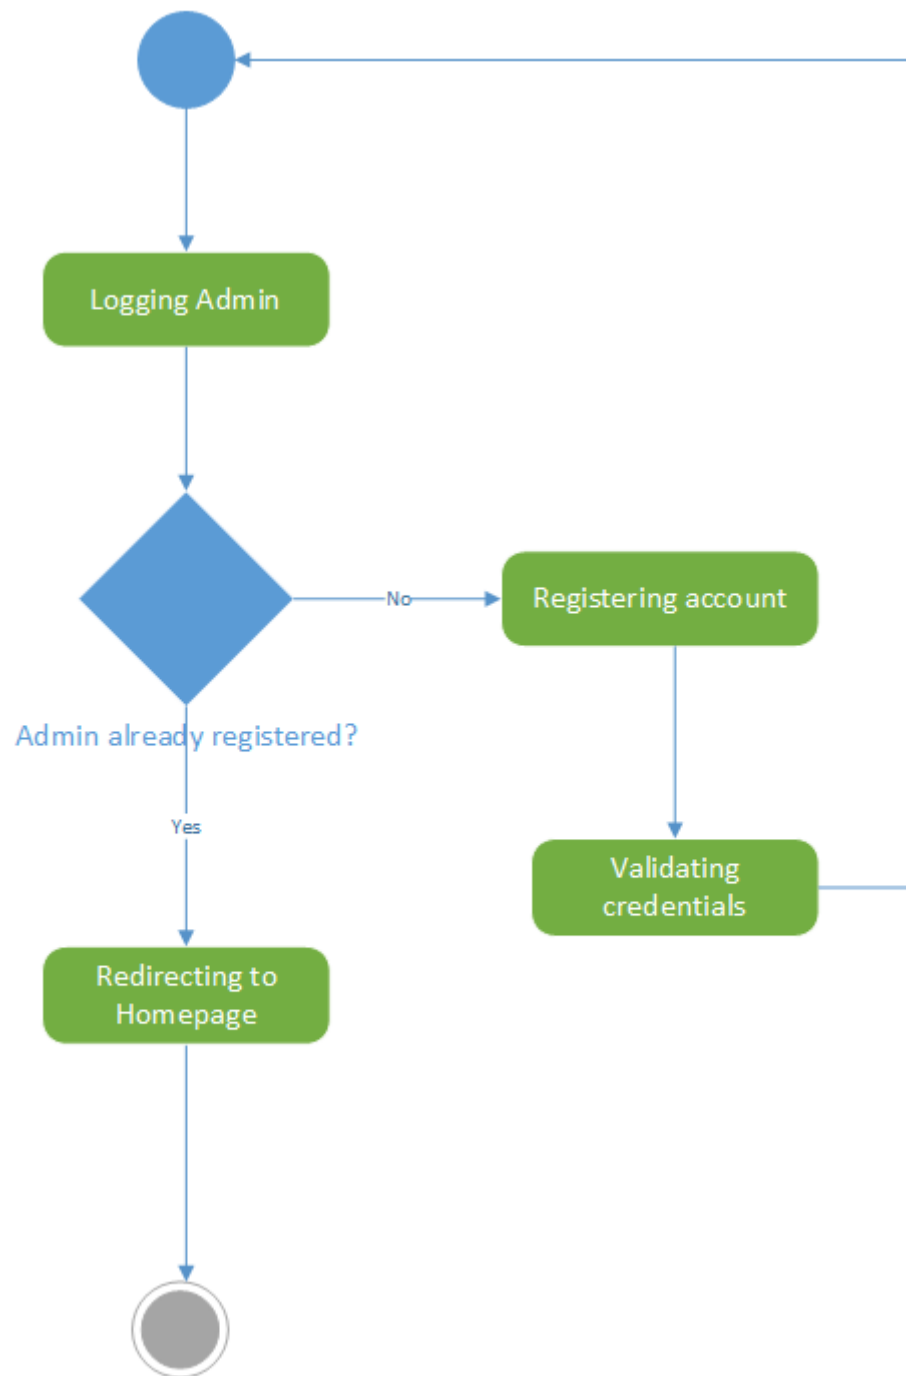 Logging Admin
No
Registering account
Admin already registered?
Yes
Validating
credentials
Redirecting to
Homepage